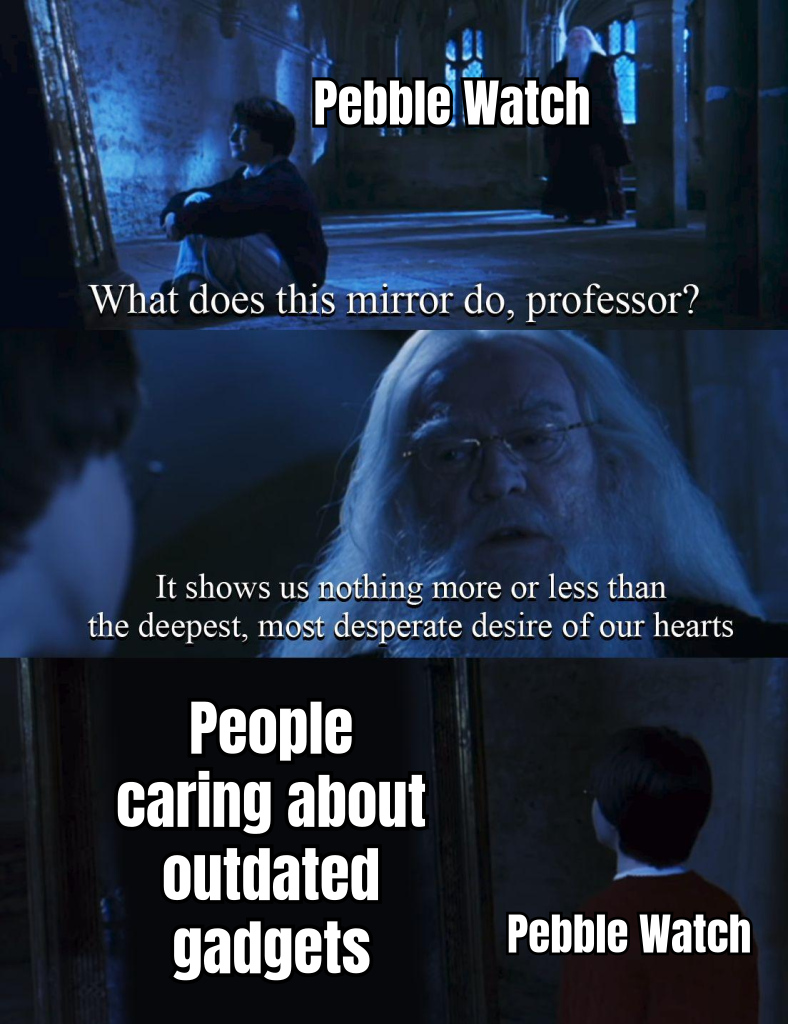 Pebble Watch
What does this mirror do, professor?
It shows us nothing more or less than
the deepest, most desperate desire of our hearts
People
caring about
outdated
gadgets
Pebble Watch